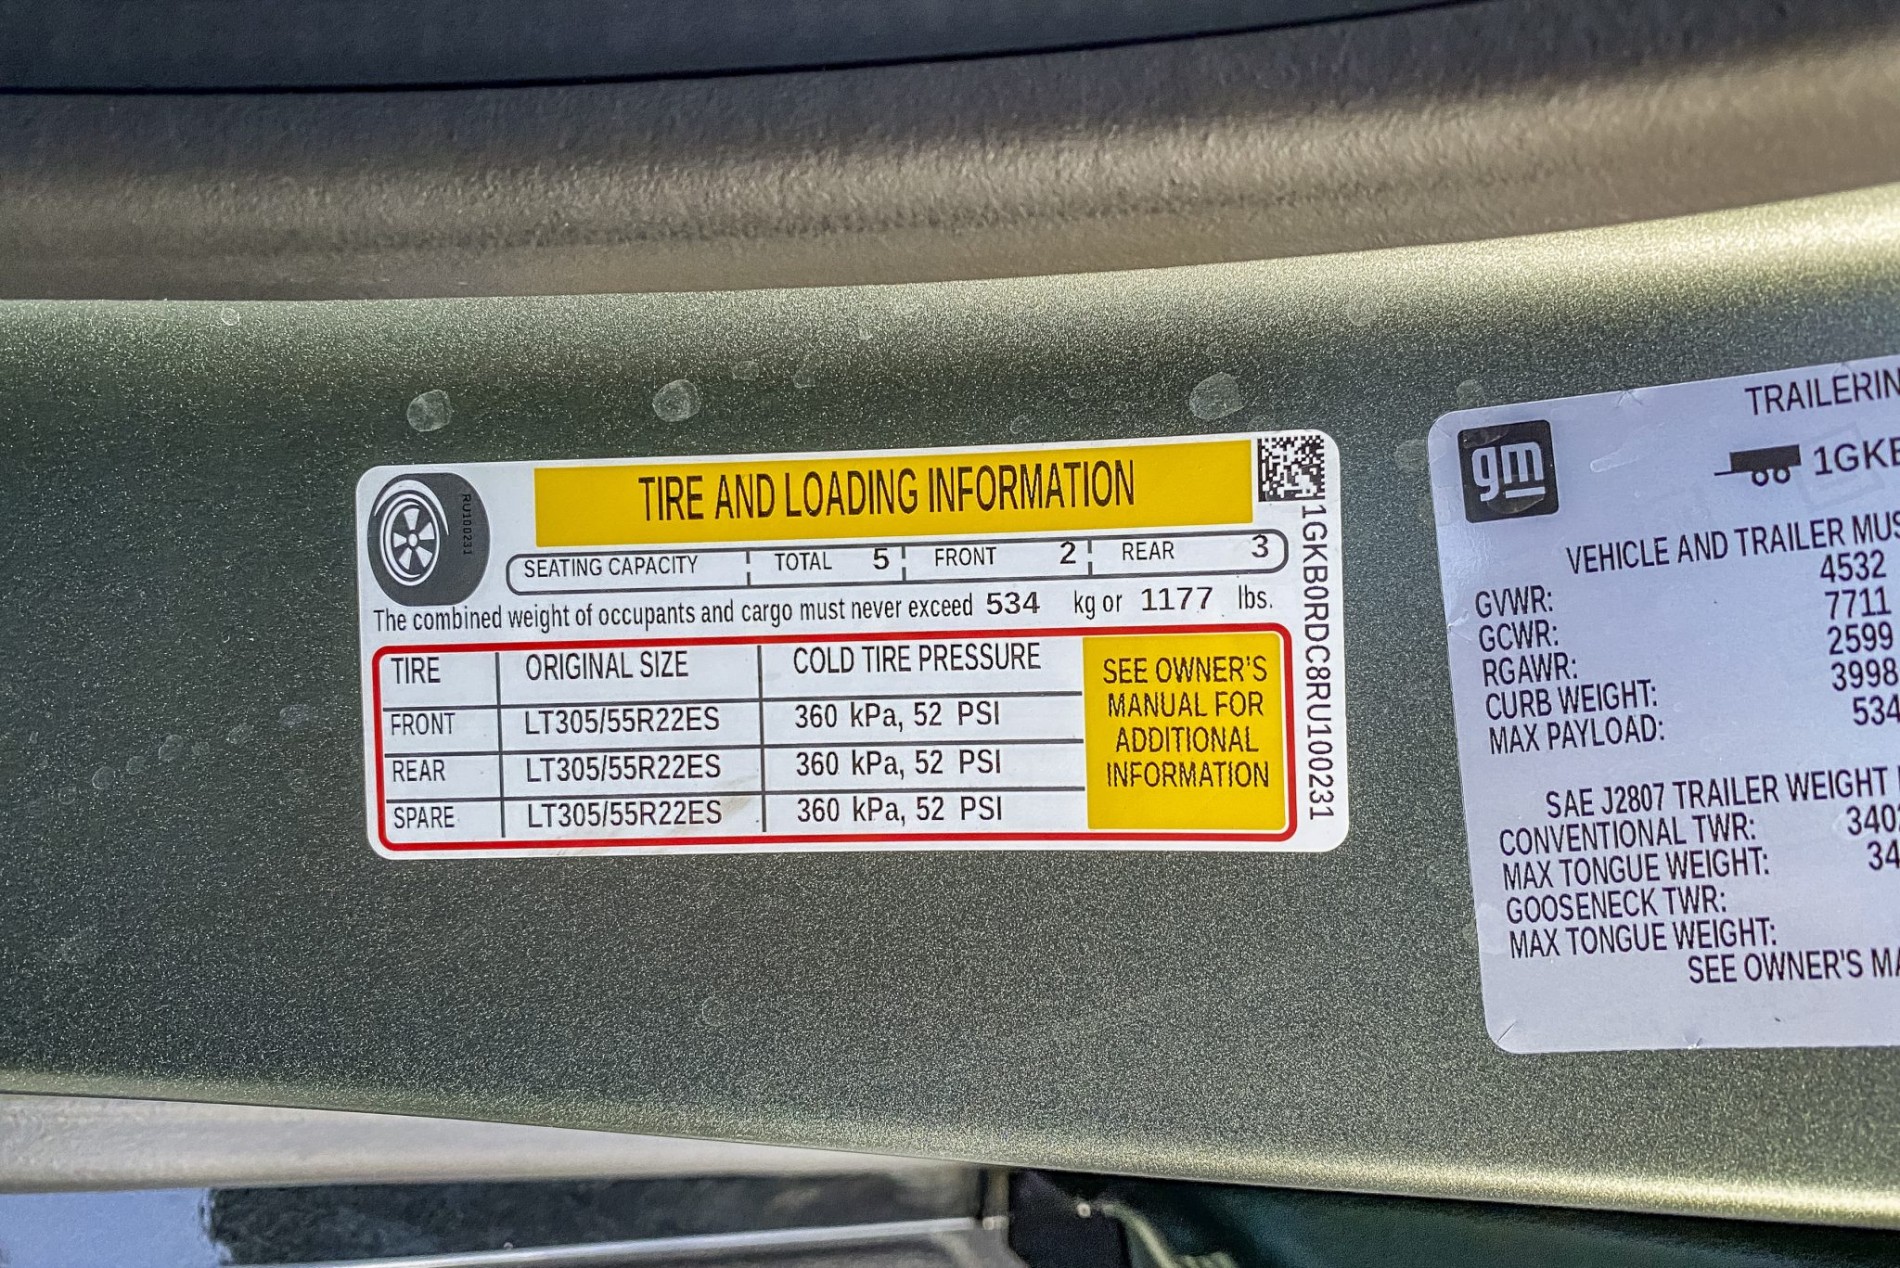 TIRE AND LOADING INFORMATION
RU100231
SEATING CAPACITY TOTAL 5 FRONT 2 REAR 3
The combined weight of occupants and cargo must never exceed 534 kg or 1177 lbs.
TIRE ORIGINAL SIZE COLD TIRE PRESSURE
FRONT LT305/55R22ES 360 kPa, 52 PSI
REAR LT305/55R22ES 360 kPa, 52 PSI
SPARE LT305/55R22ES 360 kPa, 52 PSI
SEE OWNER'S
MANUAL FOR
ADDITIONAL
INFORMATION
1GKB0RDC8RU100231
gm
TRAILERIN
1GKB
VEHICLE AND TRAILER MUS
GVWR: 4532
GCWR: 7711
RGAWR: 2599
CURB WEIGHT: 3998
MAX PAYLOAD: 534
SAE J2807 TRAILER WEIGHT
CONVENTIONAL TWR: 340
MAX TONGUE WEIGHT: 34
GOOSENECK TWR:
MAX TONGUE WEIGHT:
SEE OWNER'S MA